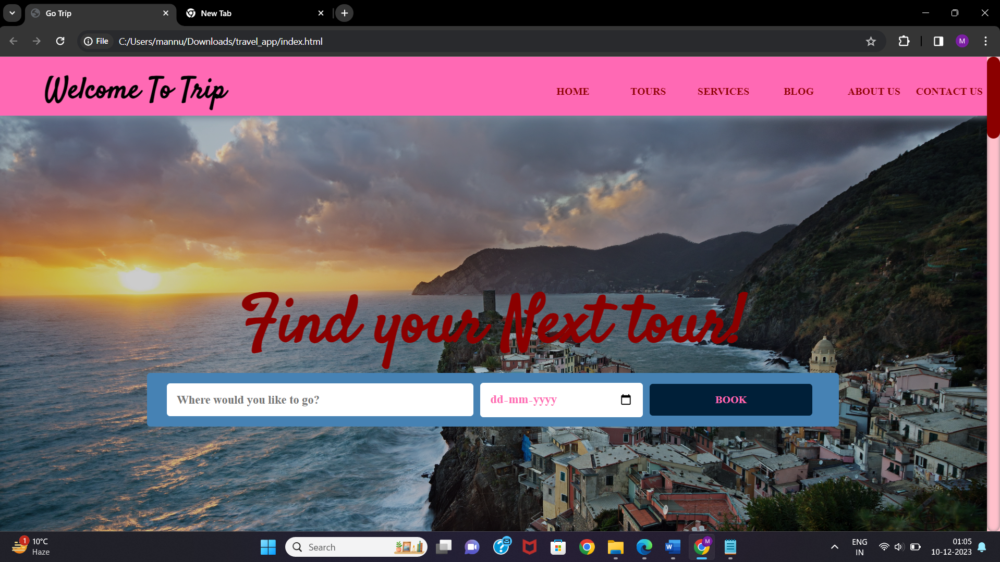 Go Trip
New Tab
File
C:/Users/mannu/Downloads/travel_app/index.html
M
Welcome To Trip
HOME
TOURS
SERVICES
BLOG
ABOUT US
CONTACT US
Find your Next tour!
Where would you like to go?
dd-mm-yyyy
BOOK
1
10°C
Haze
Search
W
M
ENG
IN
01:05
10-12-2023